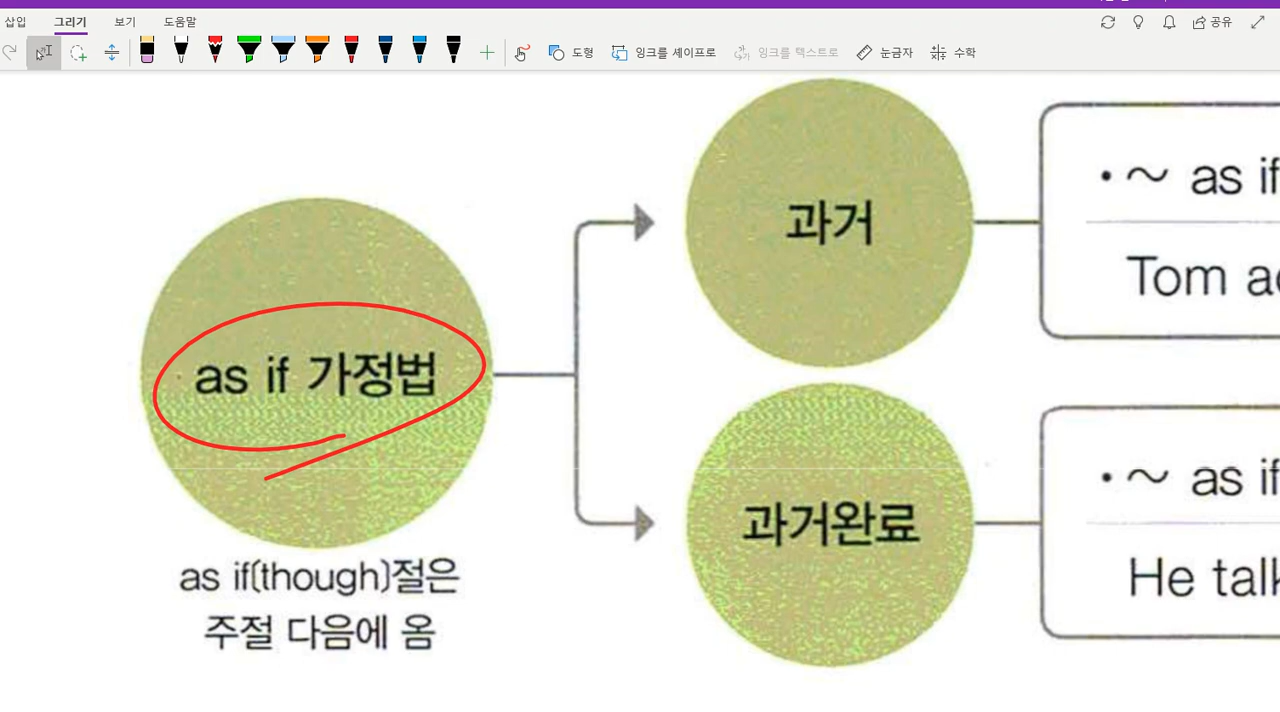 삽입 그리기 보기 도움말 공유
도형 잉크를 셰이프로 잉크를 텍스트로 눈금자 수학
as if 가정법
as if(though)절은
주절 다음에 옴
과거
• ~ as if
Tom
과거완료
• ~ as if
He